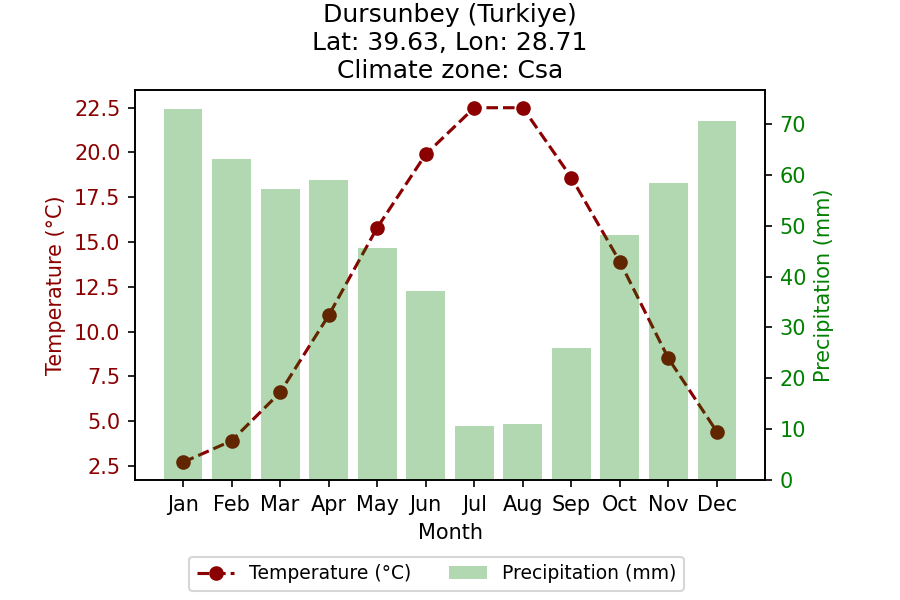 Dursunbey (Turkiye)
Lat: 39.63, Lon: 28.71
Climate zone: Csa
22.5
20.0
17.5
15.0
12.5
10.0
7.5
5.0
2.5
Temperature (°C)
70
60
50
40
30
20
10
0
Precipitation (mm)
Jan Feb Mar Apr May Jun Jul Aug Sep Oct Nov Dec
Month
Temperature (°C) Precipitation (mm)